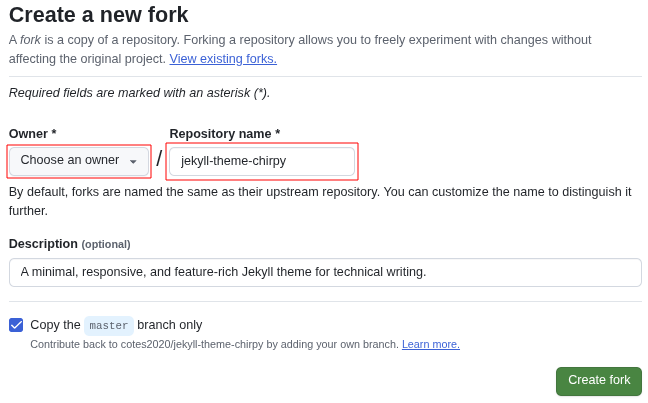 Create a new fork
A fork is a copy of a repository. Forking a repository allows you to freely experiment with changes without
affecting the original project. View existing forks.
Required fields are marked with an asterisk (*).
Owner * Repository name *
Choose an owner / jekyll-theme-chirpy
By default, forks are named the same as their upstream repository. You can customize the name to distinguish it
further.
Description (optional)
A minimal, responsive, and feature-rich Jekyll theme for technical writing.
Copy the master branch only
Contribute back to cotes2020/jekyll-theme-chirpy by adding your own branch. Learn more.
Create fork